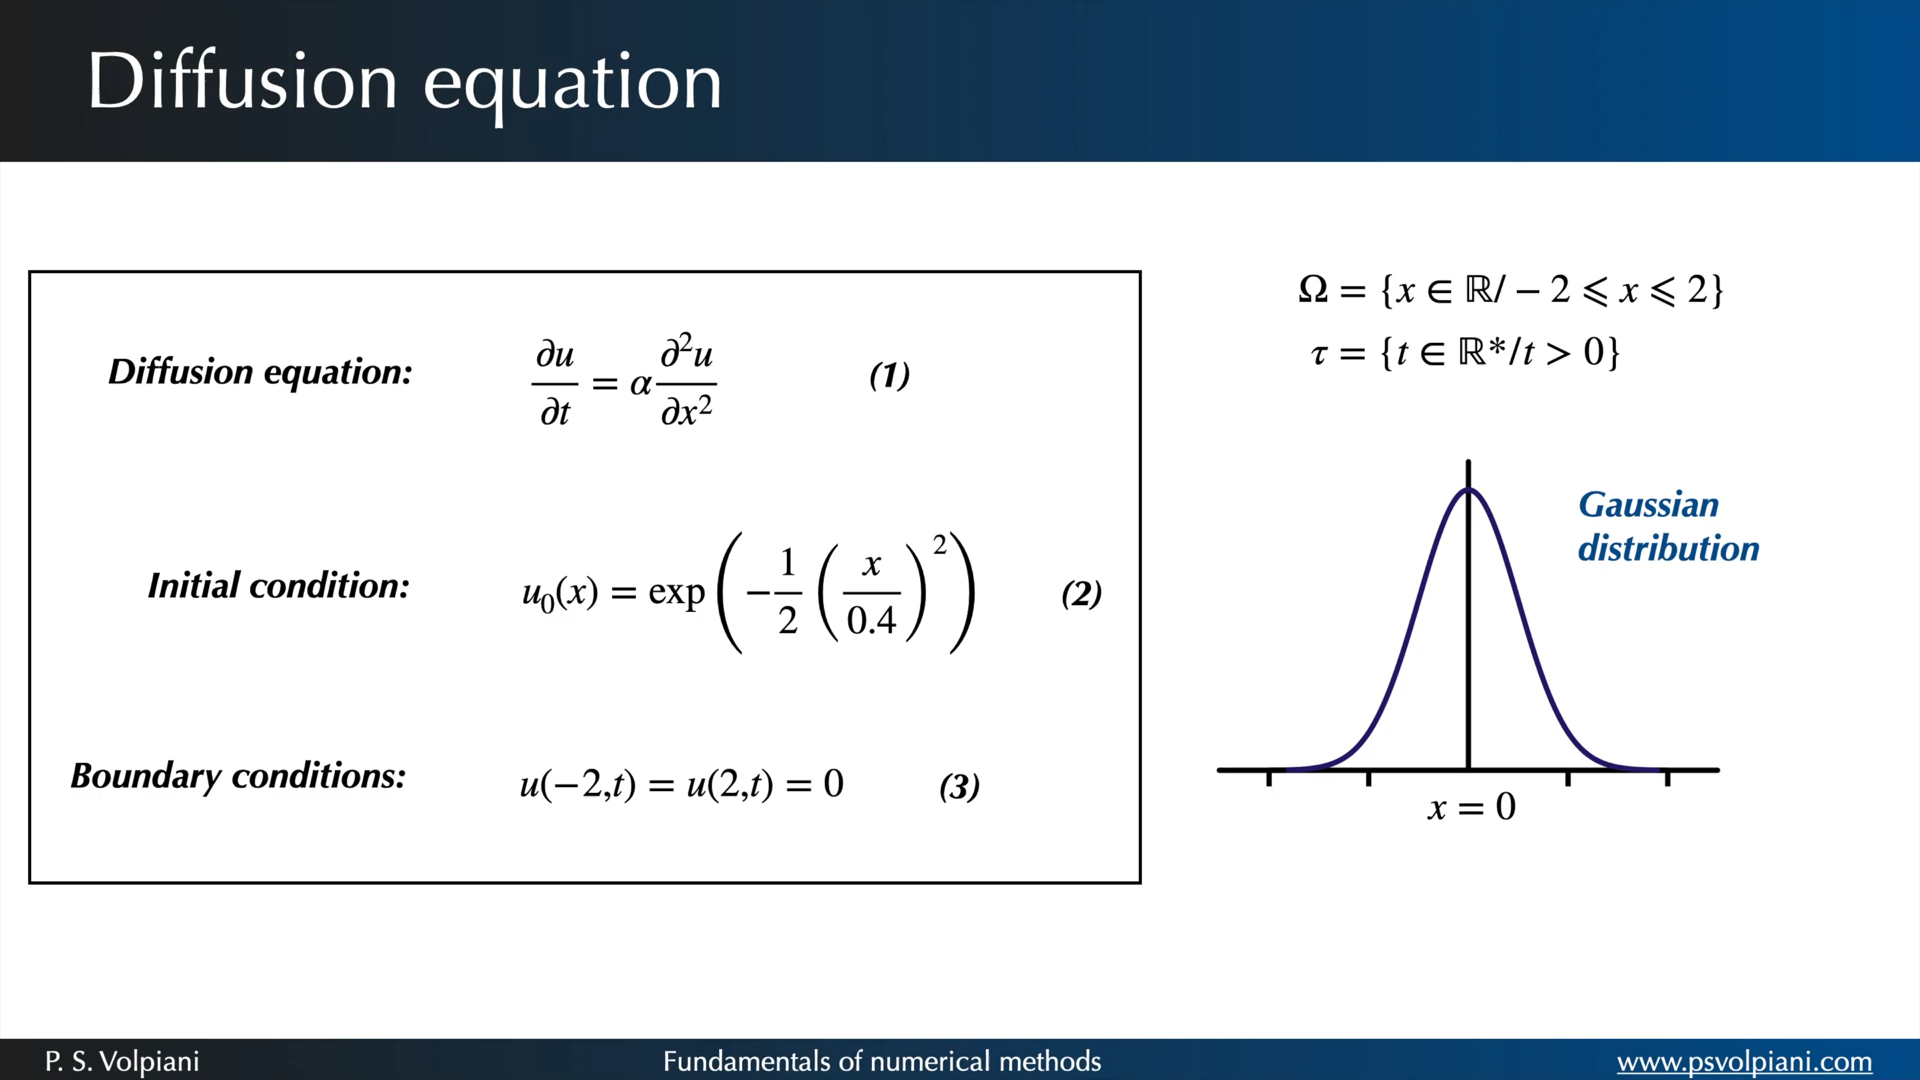 Diffusion equation
Diffusion equation: ∂u/∂t = α ∂²u/∂x² (1)
Initial condition: u₀(x) = exp(−1/2 (x/0.4)²) (2)
Boundary conditions: u(−2,t) = u(2,t) = 0 (3)
Ω = {x ∈ ℝ/ − 2 ⩽ x ⩽ 2}
τ = {t ∈ ℝ*/t > 0}
Gaussian
distribution
x = 0
P. S. Volpiani
Fundamentals of numerical methods
www.psvolpiani.com